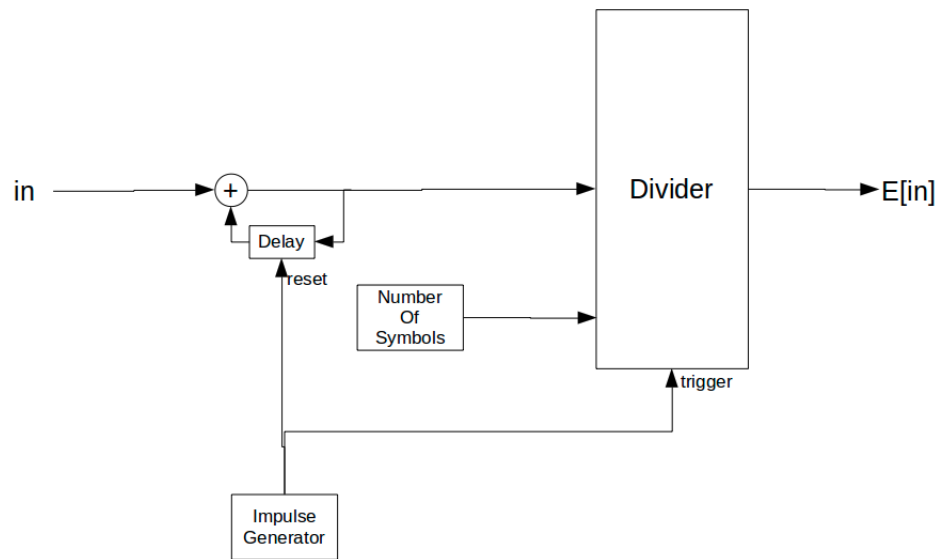 in
+
Delay
reset
Number
Of
Symbols
Divider
E[in]
trigger
Impulse
Generator